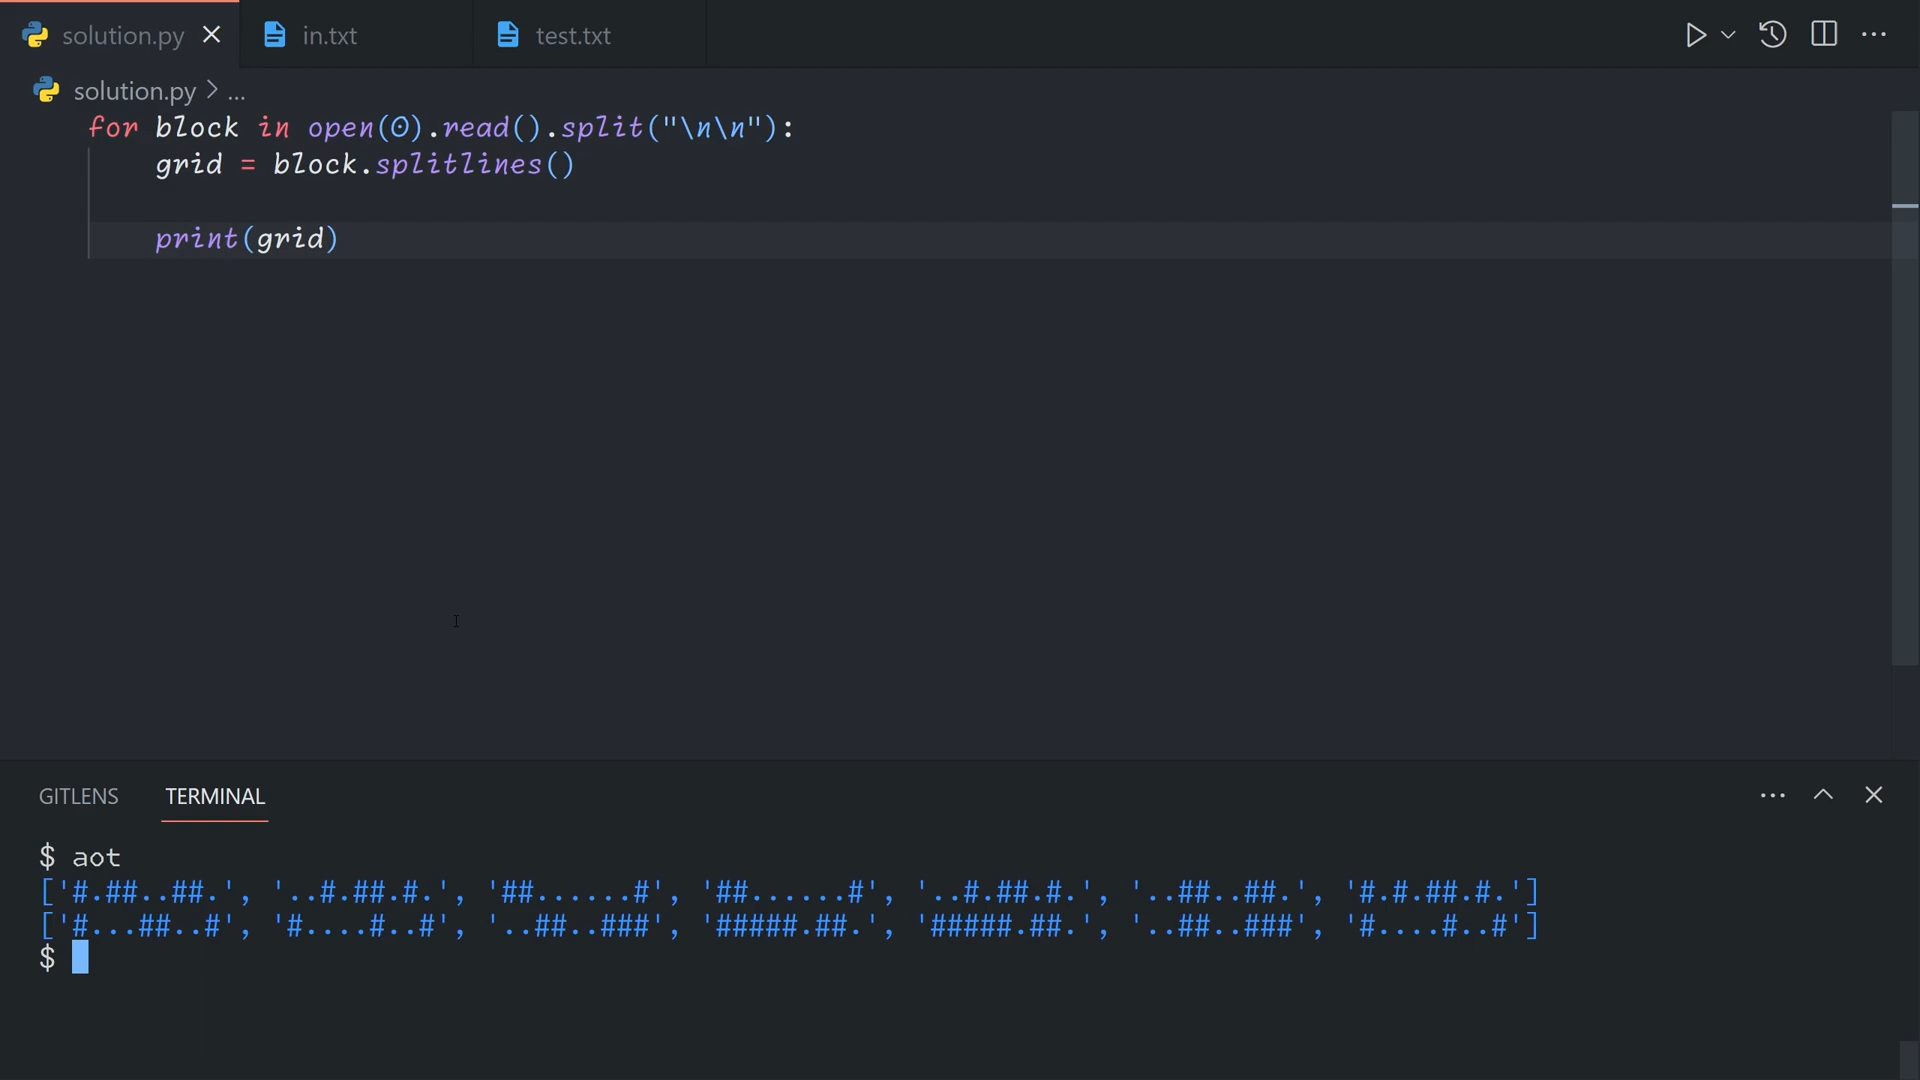 solution.py in.txt test.txt
solution.py > ...
for block in open(0).read().split("\n\n"):
    grid = block.splitlines()
    print(grid)
GITLENS TERMINAL
$ aot
['#.##..##.', '..#.##.#.', '##......#', '##......#', '..#.##.#.', '..##..##.', '#.#.##.#.']
['#...##..#', '#....#..#', '..##..###', '#####.##.', '#####.##.', '..##..###', '#....#..#']
$